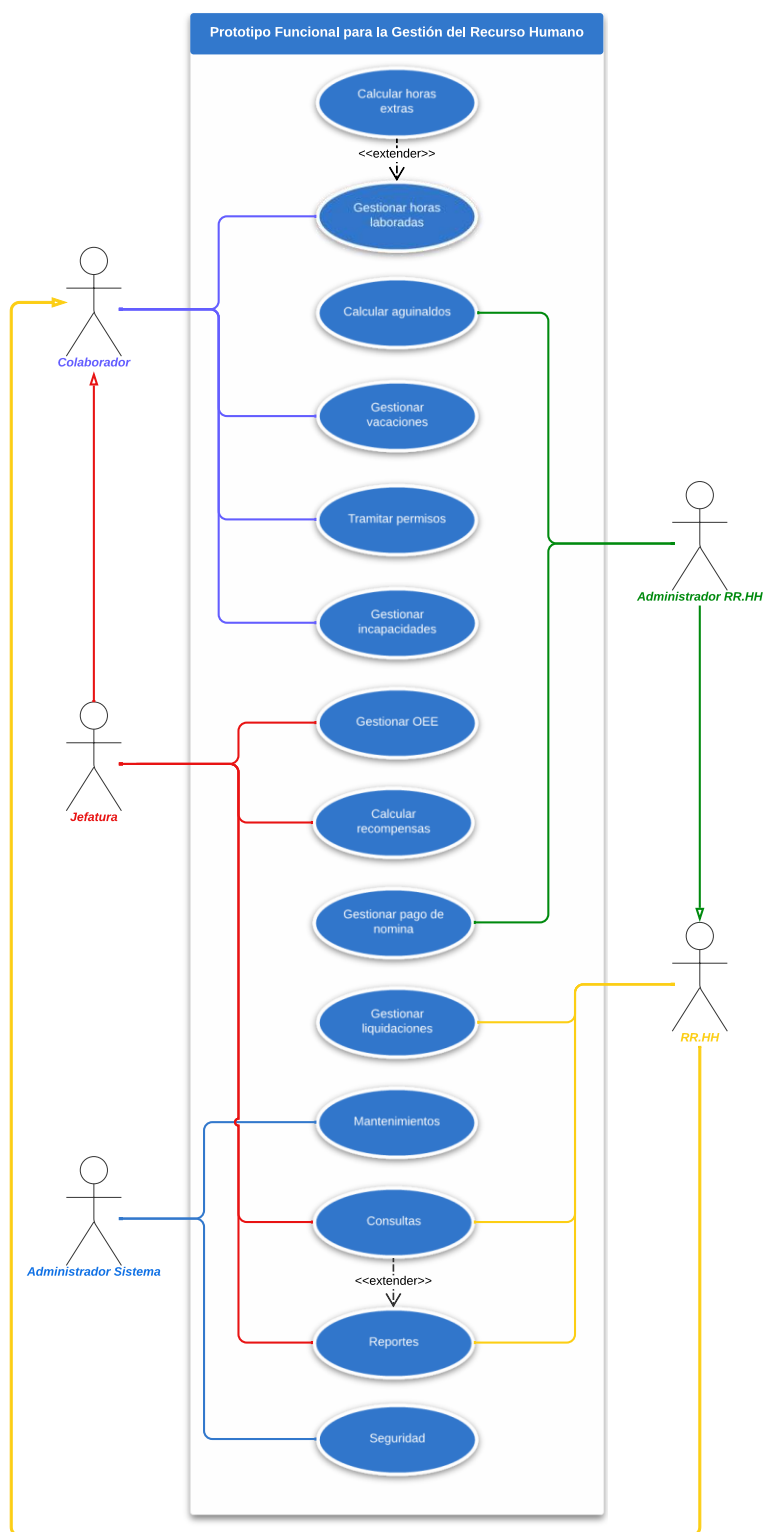 Prototipo Funcional para la Gestión del Recurso Humano
Calcular horas
extras
<<extender>>
Gestionar horas
laboradas
Calcular aguinaldos
Colaborador
Gestionar
vacaciones
Tramitar permisos
Administrador RR.HH
Gestionar
incapacidades
Gestionar OEE
Jefatura
Calcular
recompensas
Gestionar pago de
nomina
Gestionar
liquidaciones
RR.HH
Mantenimientos
Consultas
Administrador Sistema
<<extender>>
Reportes
Seguridad